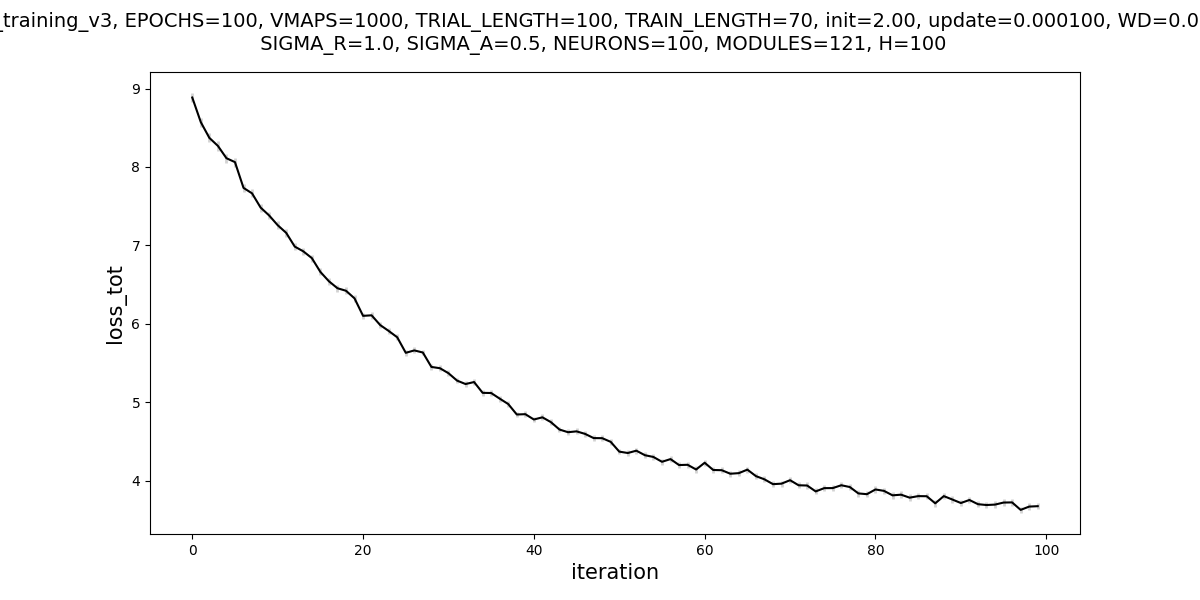 _training_v3, EPOCHS=100, VMAPS=1000, TRIAL_LENGTH=100, TRAIN_LENGTH=70, init=2.00, update=0.000100, WD=0.0
SIGMA_R=1.0, SIGMA_A=0.5, NEURONS=100, MODULES=121, H=100
9
8
7
6
5
4
loss_tot
0 20 40 60 80 100
iteration